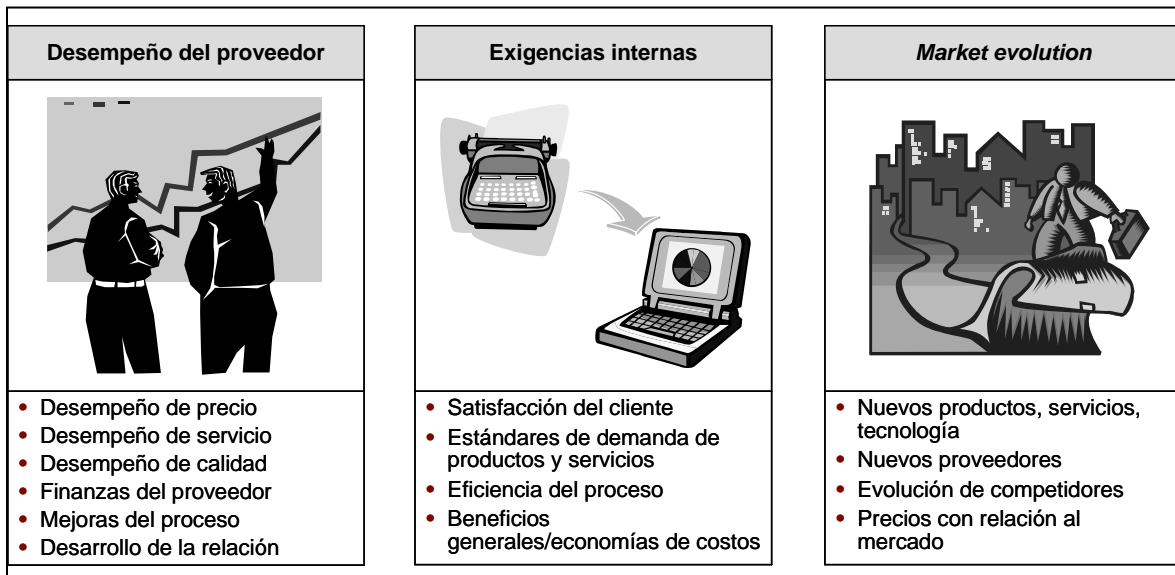 Desempeño del proveedor
• Desempeño de precio
• Desempeño de servicio
• Desempeño de calidad
• Finanzas del proveedor
• Mejoras del proceso
• Desarrollo de la relación
Exigencias internas
• Satisfacción del cliente
• Estándares de demanda de
productos y servicios
• Eficiencia del proceso
• Beneficios
generales/economías de costos
Market evolution
• Nuevos productos, servicios,
tecnología
• Nuevos proveedores
• Evolución de competidores
• Precios con relación al
mercado